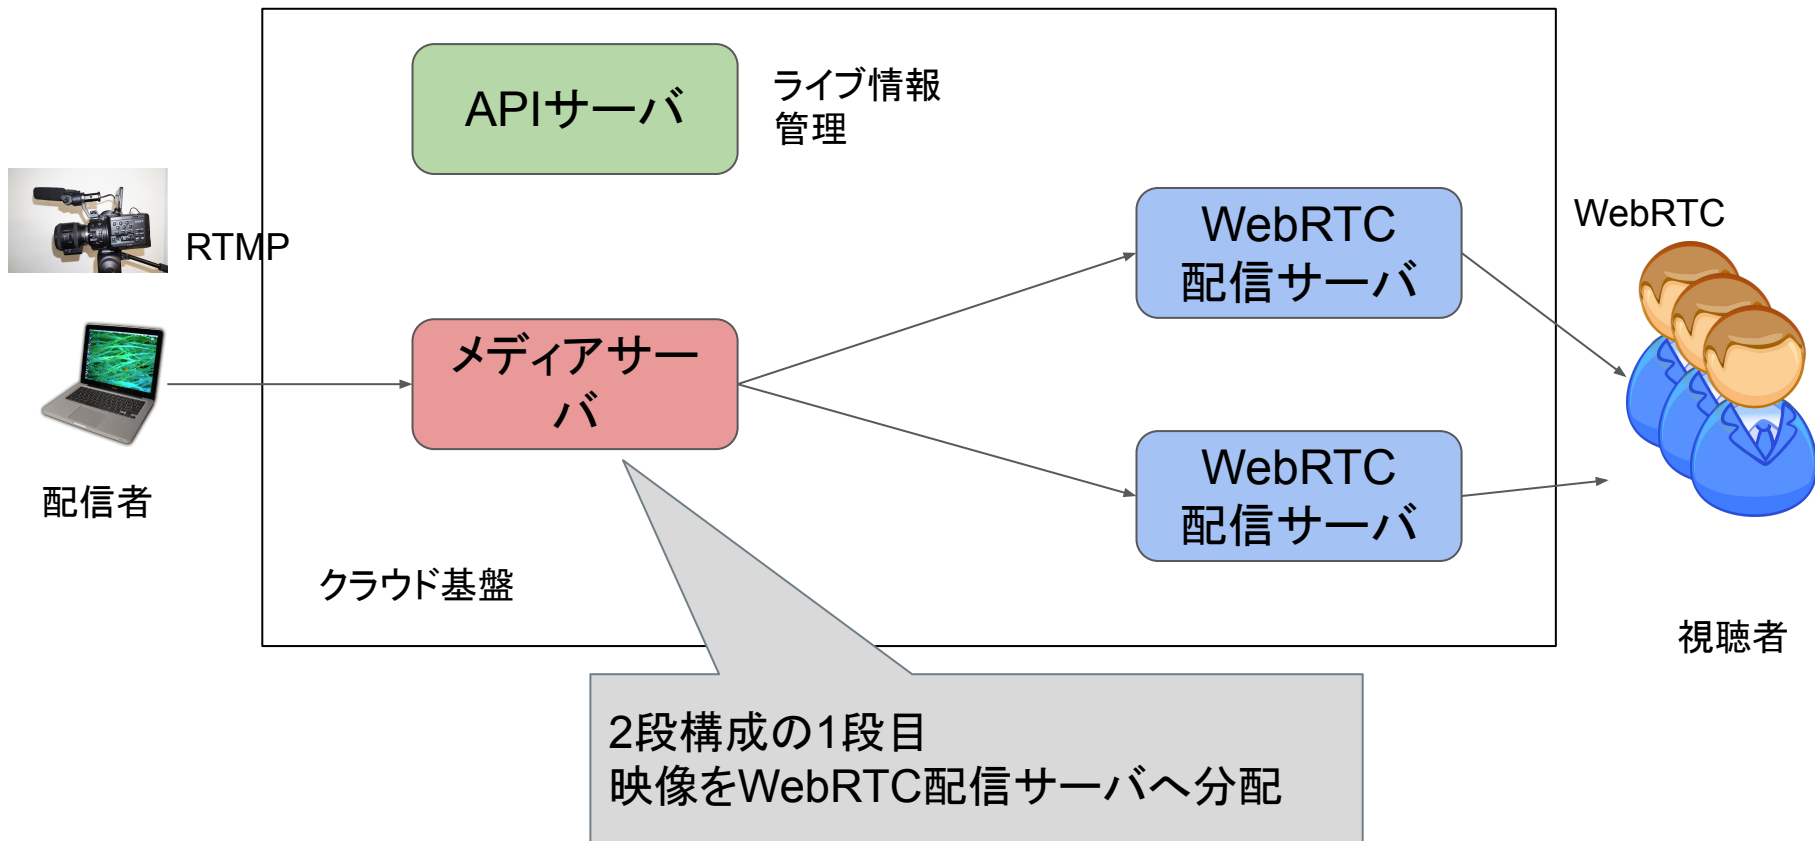 APIサーバ
ライブ情報
管理
RTMP
WebRTC
配信サーバ
WebRTC
メディアサー
バ
WebRTC
配信サーバ
配信者
クラウド基盤
視聴者
2段構成の1段目
映像をWebRTC配信サーバへ分配